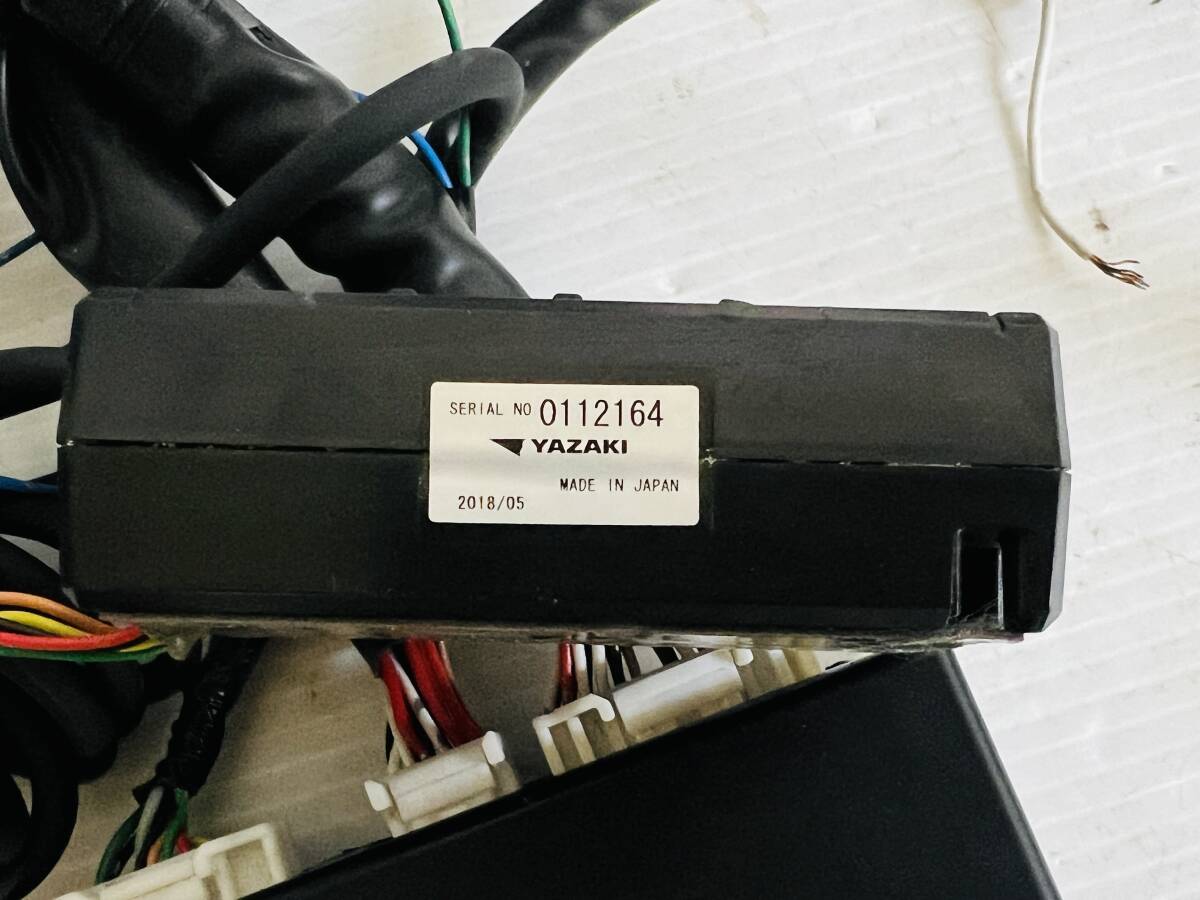 SERIAL NO 0112164
YAZAKI
MADE IN JAPAN
2018/05